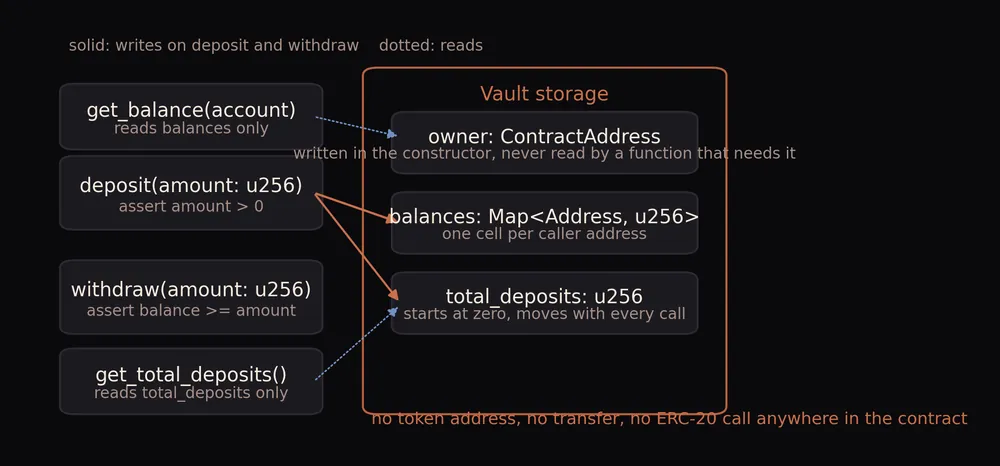 solid: writes on deposit and withdraw    dotted: reads
get_balance(account)
reads balances only
deposit(amount: u256)
assert amount > 0
withdraw(amount: u256)
assert balance >= amount
get_total_deposits()
reads total_deposits only
Vault storage
owner: ContractAddress
written in the constructor, never read by a function that needs it
balances: Map<Address, u256>
one cell per caller address
total_deposits: u256
starts at zero, moves with every call
no token address, no transfer, no ERC-20 call anywhere in the contract